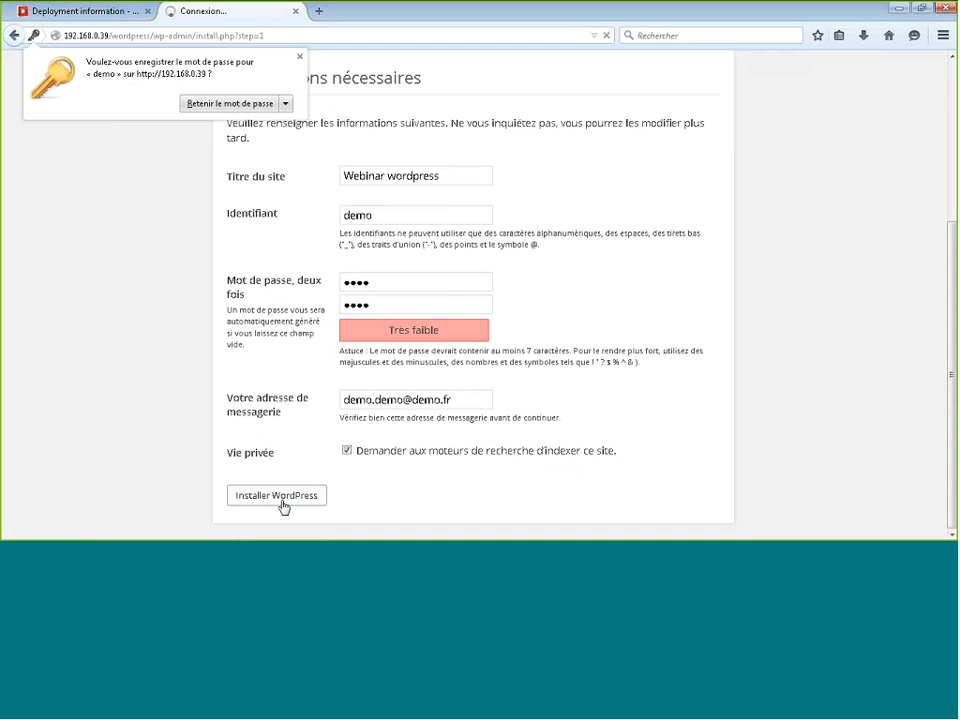 Deployment information - ...
Connexion...
192.168.0.39/wordpress/wp-admin/install.php?step=1
Rechercher
Voulez-vous enregistrer le mot de passe pour
« demo » sur http://192.168.0.39 ?
Retenir le mot de passe
ns nécessaires
Veuillez renseigner les informations suivantes. Ne vous inquiétez pas, vous pourrez les modifier plus
tard.
Titre du site
Webinar wordpress
Identifiant
demo
Les identifiants ne peuvent utiliser que des caractères alphanumériques, des espaces, des tirets bas
("_"), des traits d'union ("-"), des points et le symbole @.
Mot de passe, deux
fois
Un mot de passe vous sera
automatiquement généré
si vous laissez ce champ
vide.
••••
••••
Très faible
Astuce : Le mot de passe devrait contenir au moins 7 caractères. Pour le rendre plus fort, utilisez des
majuscules et des minuscules, des nombres et des symboles tels que ! " ? $ % ^ & ).
Votre adresse de
messagerie
demo.demo@demo.fr
Vérifiez bien cette adresse de messagerie avant de continuer.
Vie privée
Demander aux moteurs de recherche d'indexer ce site.
Installer WordPress